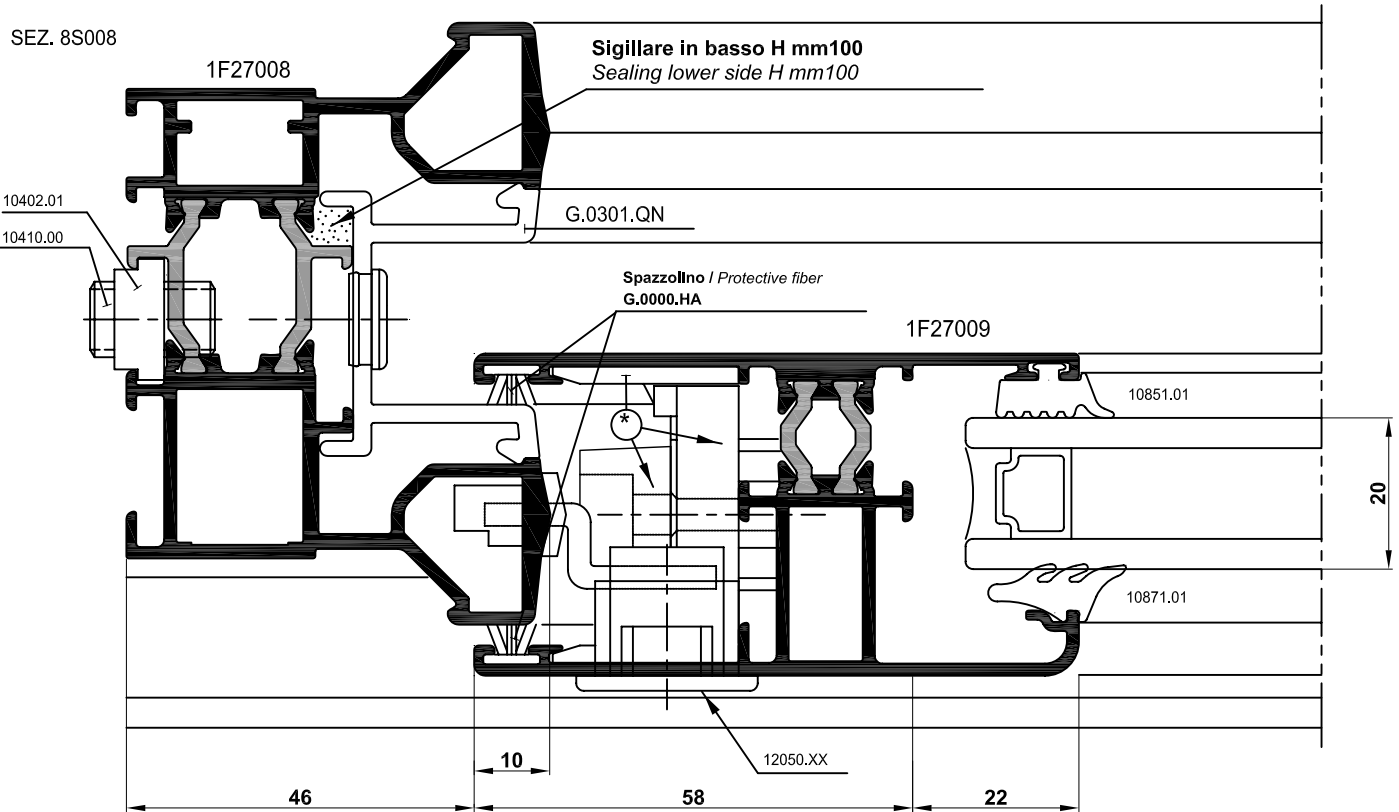 SEZ. 8S008
1F27008
Sigillare in basso H mm100
Sealing lower side H mm100
10402.01
10410.00
G.0301.QN
Spazzolino / Protective fiber
G.0000.HA
1F27009
10851.01
*
20
10871.01
12050.XX
10
46
58
22